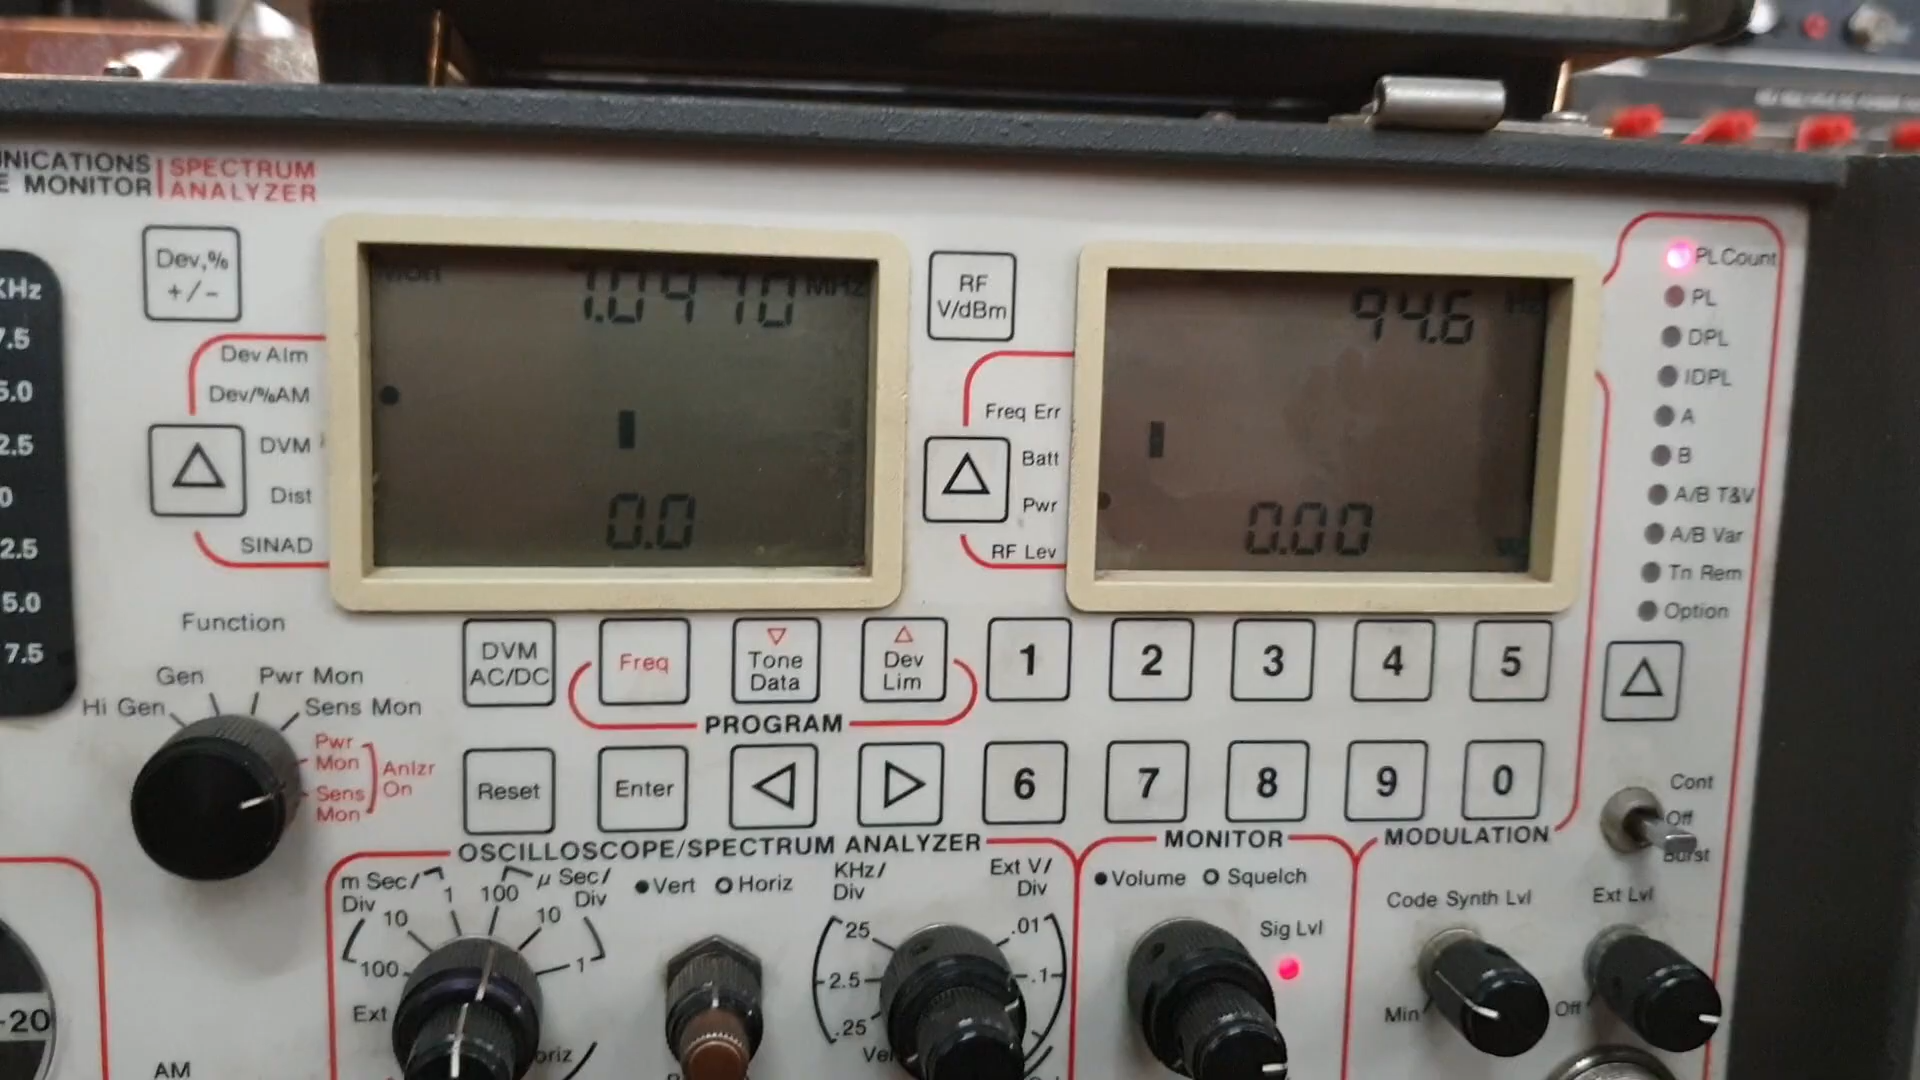 NICATIONS
E MONITOR
SPECTRUM
ANALYZER
Dev,%
+/-
Dev Alm
Dev/%AM
DVM
Dist
SINAD
MHz
0.0
RF
V/dBm
Freq Err
Batt
Pwr
RF Lev
94.6 Hz
0.00
PL Count
PL
DPL
IDPL
A
B
A/B T&V
A/B Var
Tn Rem
Option
KHz
7.5
5.0
2.5
0
2.5
5.0
7.5
Function
Hi Gen
Gen
Pwr Mon
Sens Mon
Pwr
Mon
Sens
Mon
Anlzr
On
DVM
AC/DC
Freq
Tone
Data
Dev
Lim
PROGRAM
1 2 3 4 5
Reset
Enter
6 7 8 9 0
OSCILLOSCOPE/SPECTRUM ANALYZER
MONITOR
MODULATION
Cont
Off
Burst
m Sec/
Div
1
10
100
Ext
100
µ Sec/
Div
10
1
Vert
Horiz
KHz/
Div
25
2.5
.25
Ext V/
Div
.01
.1
Volume
Squelch
Sig Lvl
Code Synth Lvl
Min
Ext Lvl
Off
-20
AM